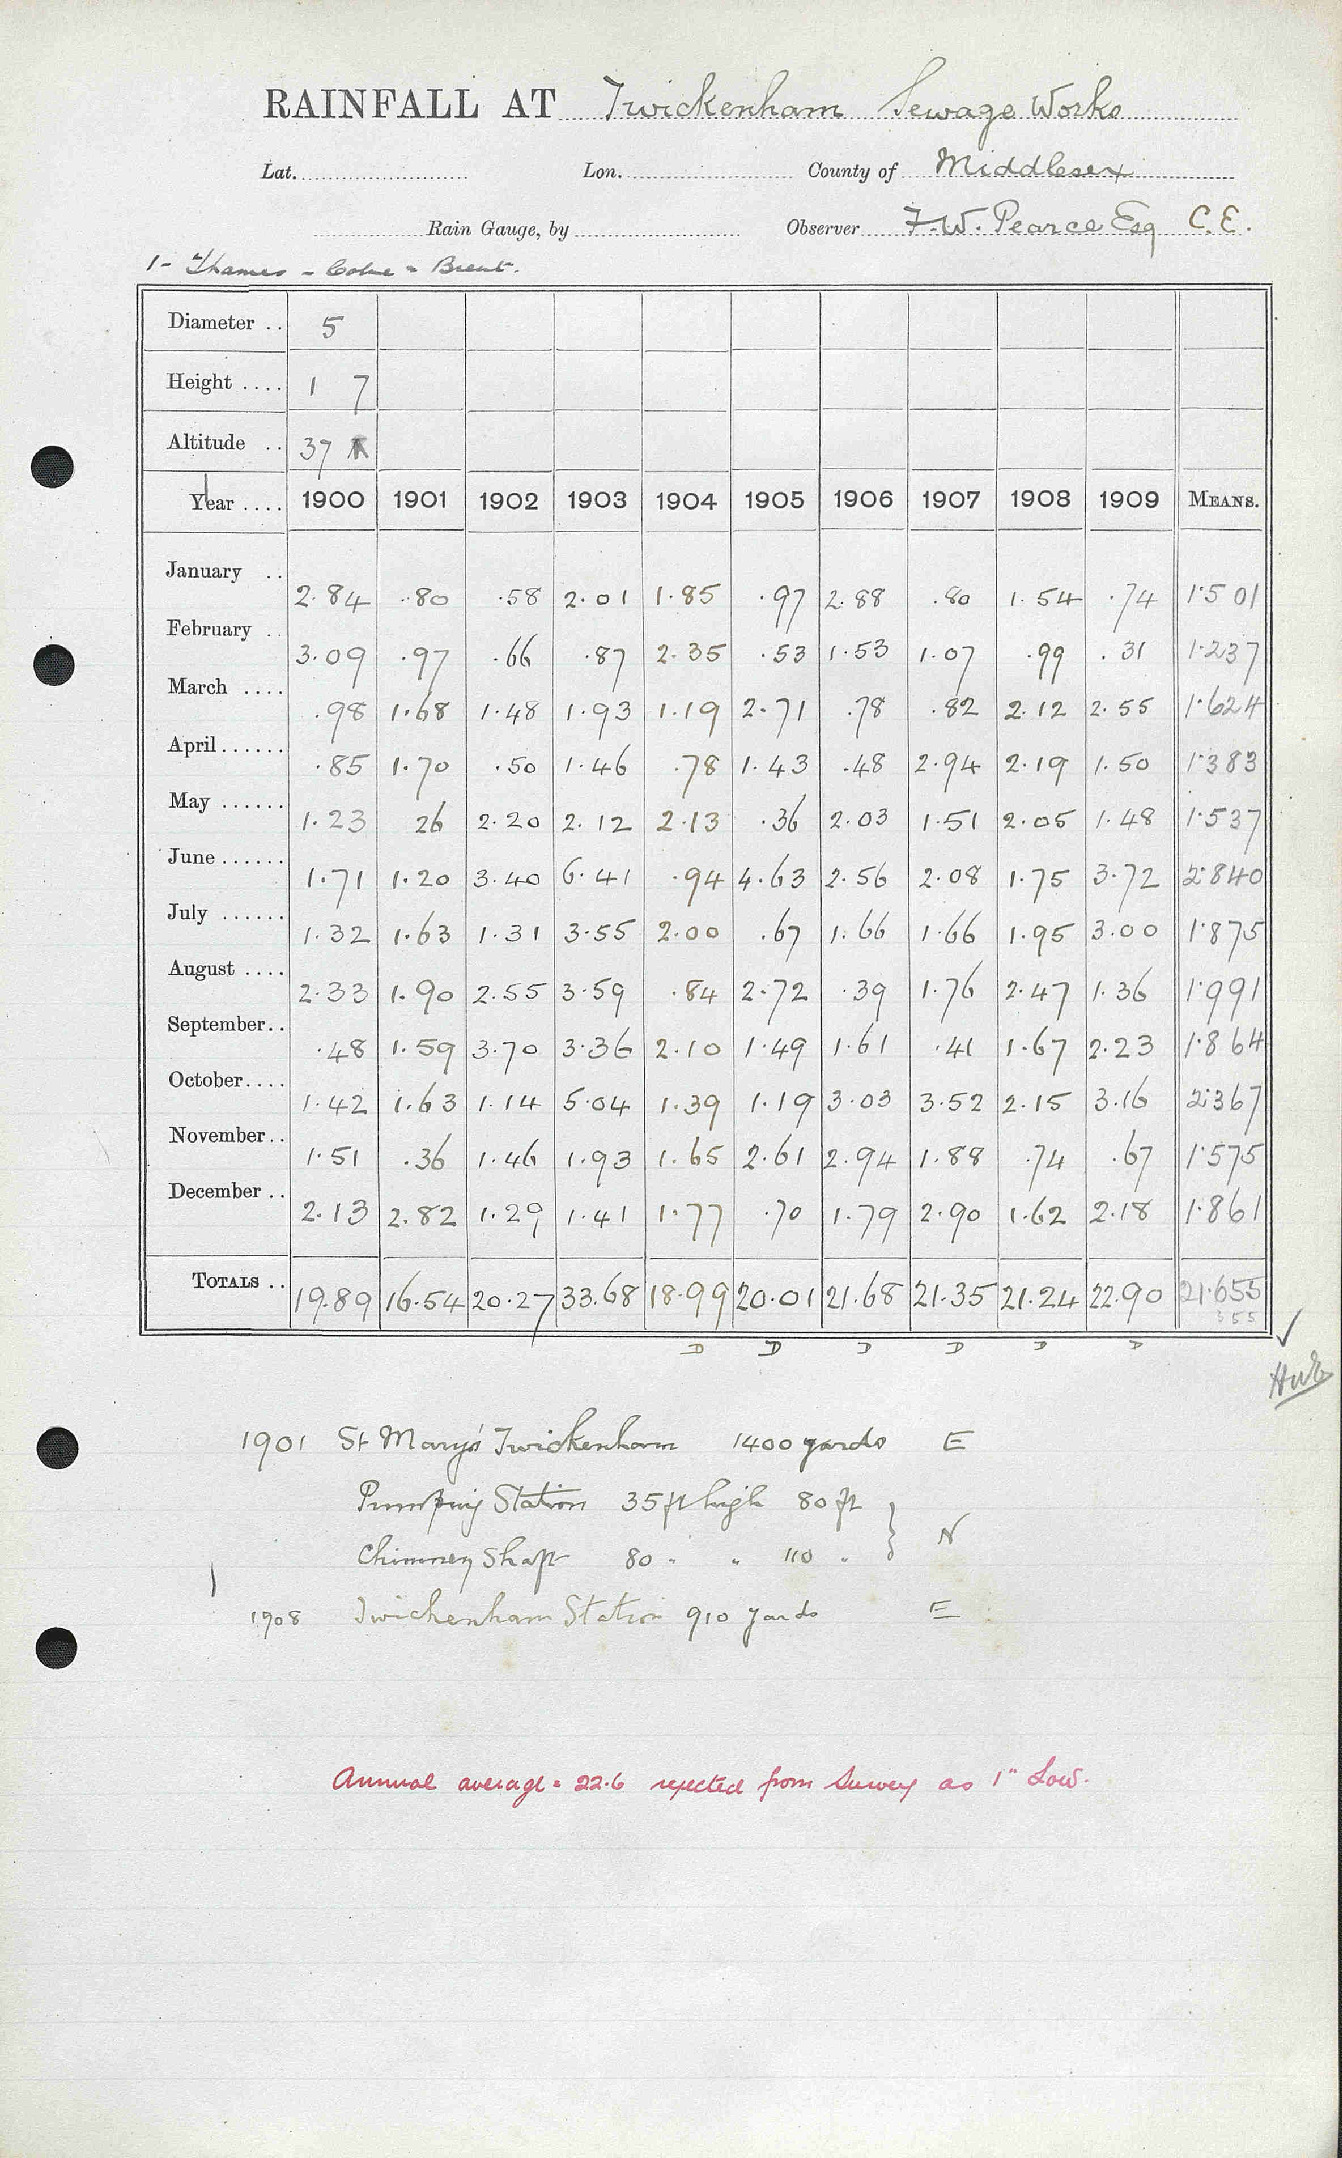 RAINFALL AT Twickenham Sewage Works
Lat. Lon. County of Middlesex
Rain Gauge, by Observer F.W. Pearce Esq C.E.
1- Thames - Colne - Brent.
Diameter .. 5
Height .... 1 7
Altitude .. 37
Year .... 1900 1901 1902 1903 1904 1905 1906 1907 1908 1909 MEANS.
January .. 2.84 .80 .58 2.01 1.85 .97 2.88 .80 1.54 .74 1.501
February .. 3.09 .97 .66 .87 2.35 .53 1.53 1.07 .99 .31 1.237
March .... .98 1.68 1.48 1.93 1.19 2.71 .78 .82 2.12 2.55 1.624
April ...... .85 1.70 .50 1.46 .78 1.43 .48 2.94 2.19 1.50 1.383
May ...... 1.23 26 2.20 2.12 2.13 .36 2.03 1.51 2.05 1.48 1.537
June ...... 1.71 1.20 3.40 6.41 .94 4.63 2.56 2.08 1.75 3.72 2.840
July ...... 1.32 1.63 1.31 3.55 2.00 .67 1.66 1.66 1.95 3.00 1.875
August .... 2.33 1.90 2.55 3.59 .84 2.72 .39 1.76 2.47 1.36 1.991
September .. .48 1.59 3.70 3.36 2.10 1.49 1.61 .41 1.67 2.23 1.864
October .... 1.42 1.63 1.14 5.04 1.39 1.19 3.03 3.52 2.15 3.16 2.367
November .. 1.51 .36 1.46 1.93 1.65 2.61 2.94 1.88 .74 .67 1.575
December .. 2.13 2.82 1.29 1.41 1.77 .70 1.79 2.90 1.62 2.18 1.861
TOTALS .. 19.89 16.54 20.27 33.68 18.99 20.01 21.68 21.35 21.24 22.90 21.655
355
D D D D D D
1901 St Mary's Twickenham 1400 yards E
Pumping Station 35 ft high 80 ft
} N
Chimney Shaft 80 " " 110 "
1908 Twickenham Station 910 yards E
Annual average = 22.6 rejected from Survey as 1" Low.